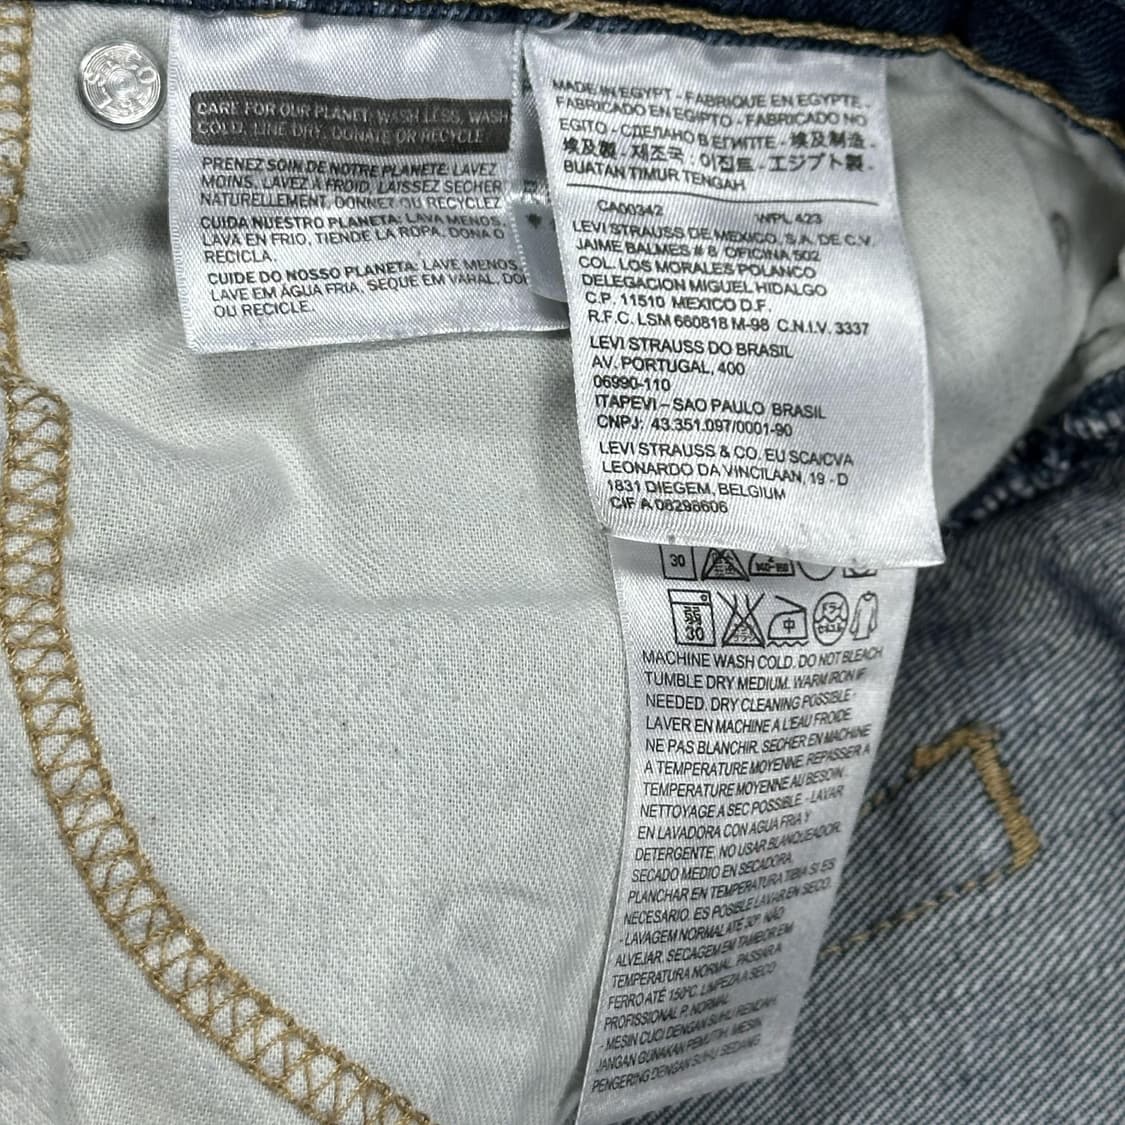 CARE FOR OUR PLANET: WASH LESS, WASH
COLD, LINE DRY, DONATE OR RECYCLE
PRENEZ SOIN DE NOTRE PLANETE: LAVEZ
MOINS, LAVEZ A FROID, LAISSEZ SECHER
NATURELLEMENT, DONNEZ OU RECYCLEZ
CUIDA NUESTRO PLANETA: LAVA MENOS,
LAVA EN FRIO, TIENDE LA ROPA, DONA O
RECICLA.
CUIDE DO NOSSO PLANETA: LAVE MENOS,
LAVE EM ÁGUA FRIA, SEQUE EM VARAL, DO
OU RECICLE.
MADE IN EGYPT - FABRIQUE EN EGYPTE -
FABRICADO EN EGIPTO - FABRICADO NO
EGITO - СДЕЛАНО В ЕГИПТЕ - 埃及制造 -
埃及製 - 제조국 : 이집트 - エジプト製 -
BUATAN TIMUR TENGAH
CA00342 WPL 423
LEVI STRAUSS DE MEXICO, S.A. DE C.V.
JAIME BALMES # 8 OFICINA 502
COL. LOS MORALES POLANCO
DELEGACION MIGUEL HIDALGO
C.P. 11510 MEXICO D.F.
R.F.C. LSM 660818 M-98 C.N.I.V. 3337
LEVI STRAUSS DO BRASIL
AV. PORTUGAL, 400
06990-110
ITAPEVI - SAO PAULO BRASIL
CNPJ: 43.351.097/0001-90
LEVI STRAUSS & CO. EU SCA/CVA
LEONARDO DA VINCILAAN, 19 - D
1831 DIEGEM, BELGIUM
CIF A 08298606
30
30 中 ドライ
MACHINE WASH COLD. DO NOT BLEACH.
TUMBLE DRY MEDIUM. WARM IRON IF
NEEDED. DRY CLEANING POSSIBLE -
LAVER EN MACHINE A L'EAU FROIDE.
NE PAS BLANCHIR. SECHER EN MACHINE
A TEMPERATURE MOYENNE. REPASSER A
TEMPERATURE MOYENNE AU BESOIN.
NETTOYAGE A SEC POSSIBLE. - LAVAR
EN LAVADORA CON AGUA FRIA Y
DETERGENTE. NO USAR BLANQUEADOR.
SECADO MEDIO EN SECADORA.
PLANCHAR EN TEMPERATURA TIBIA SI ES
NECESARIO. ES POSIBLE LAVAR EN SECO.
- LAVAGEM NORMAL ATÉ 30º. NÃO
ALVEJAR. SECAGEM EM TAMBOR EM
TEMPERATURA NORMAL. PASSAR A
FERRO ATÉ 150ºC. LIMPEZA A SECO
PROFISSIONAL P. NORMAL
- MESIN CUCI DENGAN SUHU RENDAH.
JANGAN GUNAKAN PEMUTIH. MESIN
PENGERING DENGAN SUHU SEDANG.